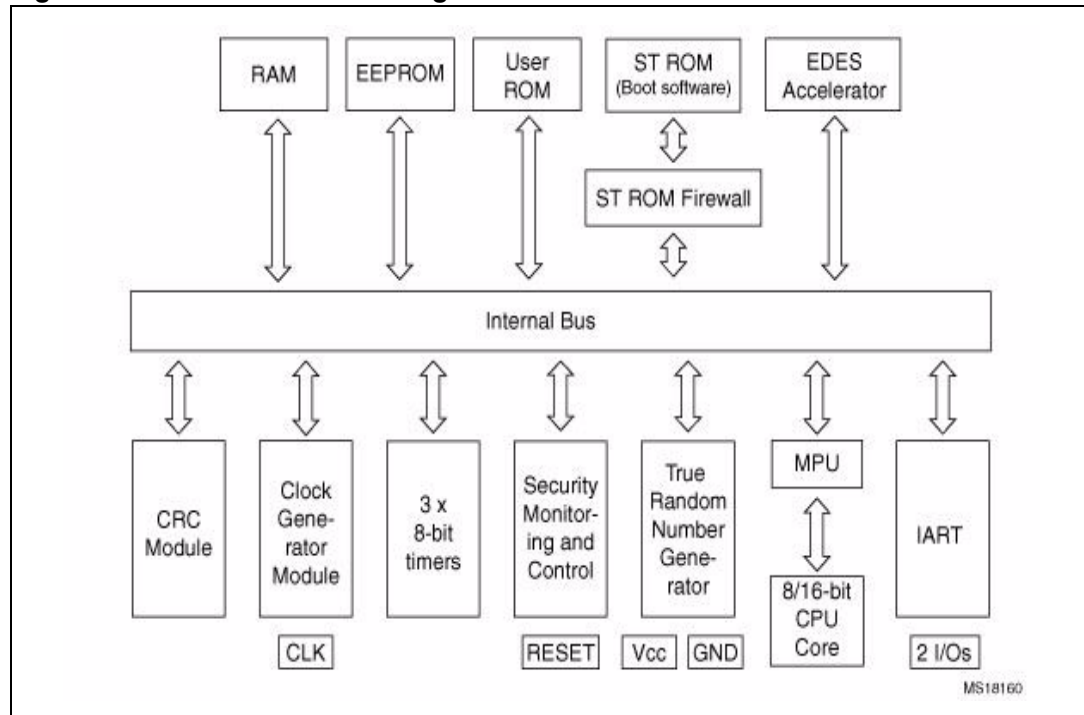 RAM
EEPROM
User
ROM
ST ROM
(Boot software)
EDES
Accelerator
ST ROM Firewall
Internal Bus
CRC
Module
Clock
Gene-
rator
Module
3 x
8-bit
timers
Security
Monitor-
ing and
Control
True
Random
Number
Gene-
rator
MPU
8/16-bit
CPU
Core
IART
CLK
RESET
Vcc
GND
2 I/Os
MS18160